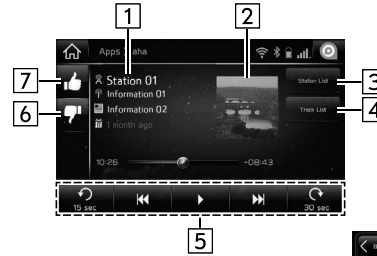 1
2
Apps > aha
7
Station 01
Station List
3
Information 01
6
Information 02
Track List
4
1 month ago
10:26
-08:43
15 sec
30 sec
5